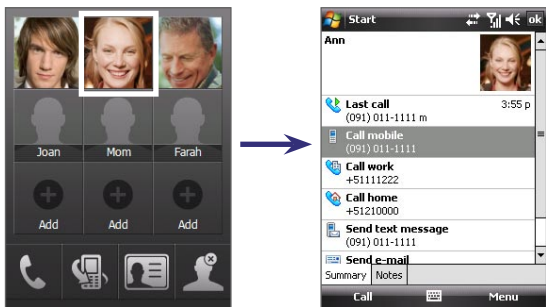 Joan Mom Farah
Add Add Add
Start ok
Ann
Last call 3:55 p
(091) 011-1111 m
Call mobile
(091) 011-1111
Call work
+51111222
Call home
+51210000
Send text message
(091) 011-1111
Send e-mail
Summary Notes
Call Menu